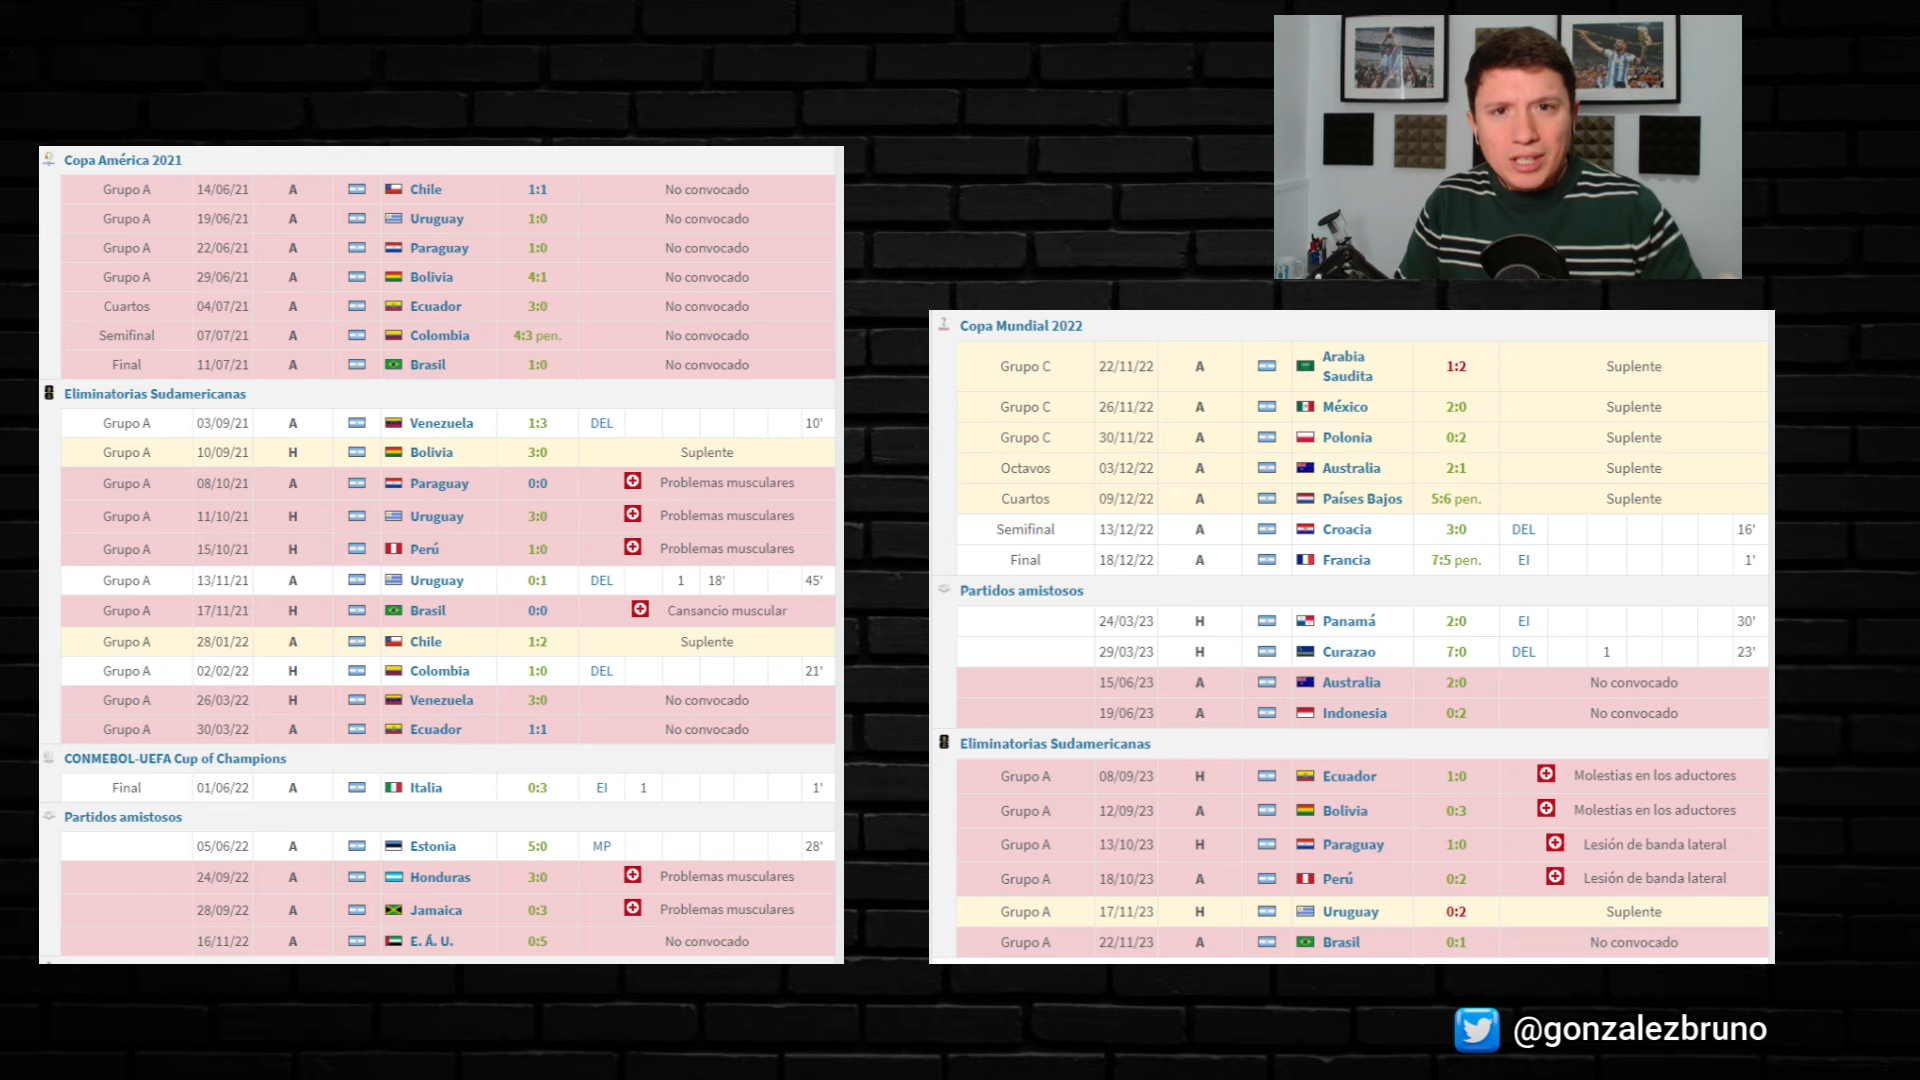 Copa América 2021
Grupo A 14/06/21 A Chile 1:1 No convocado
Grupo A 19/06/21 A Uruguay 1:0 No convocado
Grupo A 22/06/21 A Paraguay 1:0 No convocado
Grupo A 29/06/21 A Bolivia 4:1 No convocado
Cuartos 04/07/21 A Ecuador 3:0 No convocado
Semifinal 07/07/21 A Colombia 4:3 pen. No convocado
Final 11/07/21 A Brasil 1:0 No convocado
Eliminatorias Sudamericanas
Grupo A 03/09/21 A Venezuela 1:3 DEL 10'
Grupo A 10/09/21 H Bolivia 3:0 Suplente
Grupo A 08/10/21 A Paraguay 0:0 Problemas musculares
Grupo A 11/10/21 H Uruguay 3:0 Problemas musculares
Grupo A 15/10/21 H Perú 1:0 Problemas musculares
Grupo A 13/11/21 A Uruguay 0:1 DEL 1 18' 45'
Grupo A 17/11/21 H Brasil 0:0 Cansancio muscular
Grupo A 28/01/22 A Chile 1:2 Suplente
Grupo A 02/02/22 H Colombia 1:0 DEL 21'
Grupo A 26/03/22 H Venezuela 3:0 No convocado
Grupo A 30/03/22 A Ecuador 1:1 No convocado
CONMEBOL-UEFA Cup of Champions
Final 01/06/22 A Italia 0:3 EI 1 1'
Partidos amistosos
05/06/22 A Estonia 5:0 MP 28'
24/09/22 A Honduras 3:0 Problemas musculares
28/09/22 A Jamaica 0:3 Problemas musculares
16/11/22 A E. Á. U. 0:5 No convocado
Copa Mundial 2022
Grupo C 22/11/22 A Arabia Saudita 1:2 Suplente
Grupo C 26/11/22 A México 2:0 Suplente
Grupo C 30/11/22 A Polonia 0:2 Suplente
Octavos 03/12/22 A Australia 2:1 Suplente
Cuartos 09/12/22 A Países Bajos 5:6 pen. Suplente
Semifinal 13/12/22 A Croacia 3:0 DEL 16'
Final 18/12/22 A Francia 7:5 pen. EI 1'
Partidos amistosos
24/03/23 H Panamá 2:0 EI 30'
29/03/23 H Curazao 7:0 DEL 1 23'
15/06/23 A Australia 2:0 No convocado
19/06/23 A Indonesia 0:2 No convocado
Eliminatorias Sudamericanas
Grupo A 08/09/23 H Ecuador 1:0 Molestias en los aductores
Grupo A 12/09/23 A Bolivia 0:3 Molestias en los aductores
Grupo A 13/10/23 H Paraguay 1:0 Lesión de banda lateral
Grupo A 18/10/23 A Perú 0:2 Lesión de banda lateral
Grupo A 17/11/23 H Uruguay 0:2 Suplente
Grupo A 22/11/23 A Brasil 0:1 No convocado
@gonzalezbruno